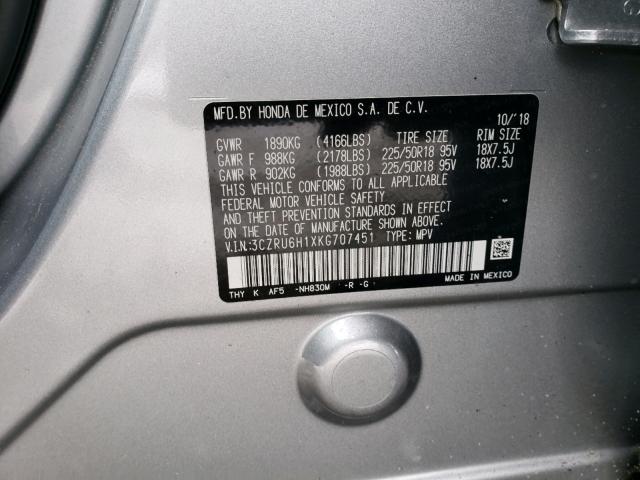 MFD.BY HONDA DE MEXICO S.A. DE C.V.
10/'18
GVWR 1890KG (4166LBS) TIRE SIZE RIM SIZE
GAWR F 988KG (2178LBS) 225/50R18 95V 18X7.5J
GAWR R 902KG (1988LBS) 225/50R18 95V 18X7.5J
THIS VEHICLE CONFORMS TO ALL APPLICABLE
FEDERAL MOTOR VEHICLE SAFETY
AND THEFT PREVENTION STANDARDS IN EFFECT
ON THE DATE OF MANUFACTURE SHOWN ABOVE.
V.I.N:3CZRU6H1XKG707451 TYPE: MPV
THY K AF5 -NH830M -R -G MADE IN MEXICO